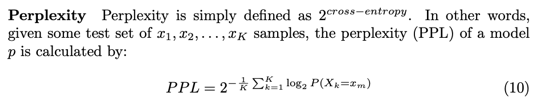 Perplexity Perplexity is simply defined as 2^{cross-entropy}. In other words,
given some test set of x_1, x_2, . . . , x_K samples, the perplexity (PPL) of a model
p is calculated by:
PPL = 2^{-\frac{1}{K} \sum_{k=1}^{K} \log_2 P(X_k=x_m)} (10)